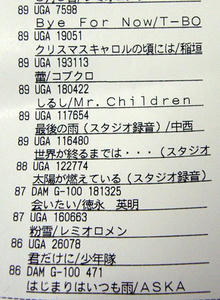 89 UGA 7598
Bye For Now/T-BO
89 UGA 19051
クリスマスキャロルの頃には/稲垣
89 UGA 193113
蕾/コブクロ
89 UGA 180422
しるし/Mr.Children
89 UGA 117654
最後の雨(スタジオ録音)/中西
89 UGA 116480
世界が終るまでは・・・(スタジオ
88 UGA 122774
太陽が燃えている(スタジオ録音)
87 DAM G-100 181325
会いたい/徳永 英明
87 UGA 160663
粉雪/レミオロメン
86 UGA 26078
君だけに/少年隊
86 DAM G-100 471
はじまりはいつも雨/ASKA